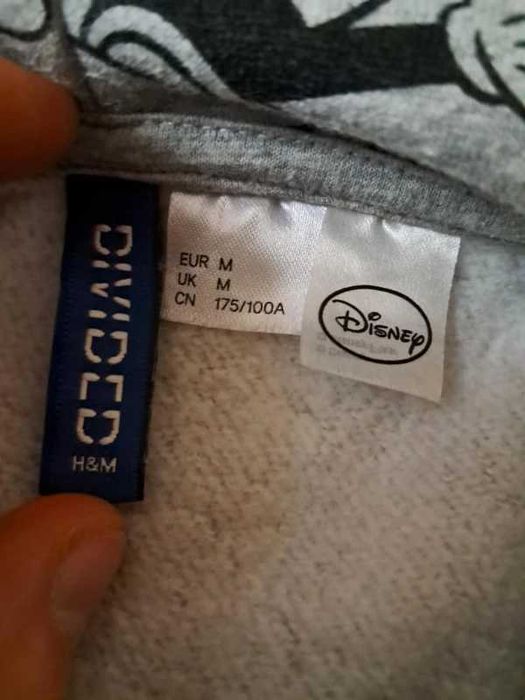 DIVIDED
H&M
EUR M
UK M
CN 175/100A
Disney